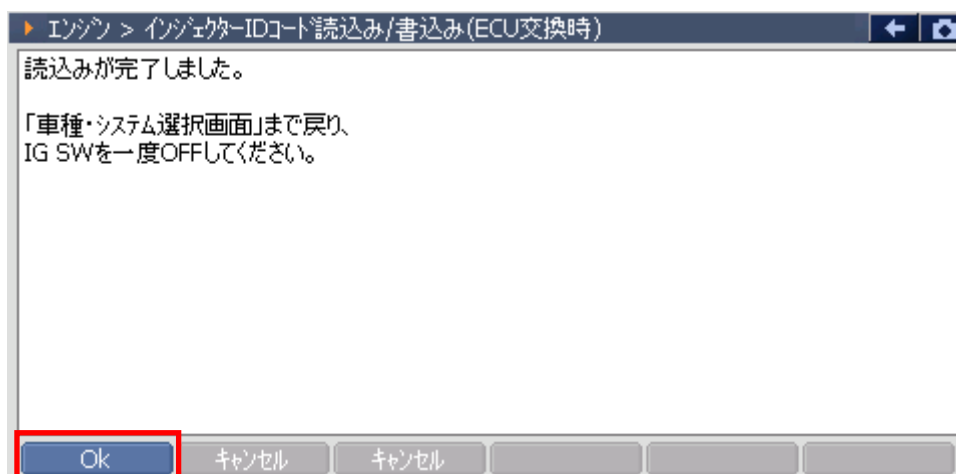 エンジン > インジェクターIDコード読込み/書込み(ECU交換時)
読込みが完了しました。
「車種・システム選択画面」まで戻り、
IG SWを一度OFFしてください。
Ok
キャンセル
キャンセル